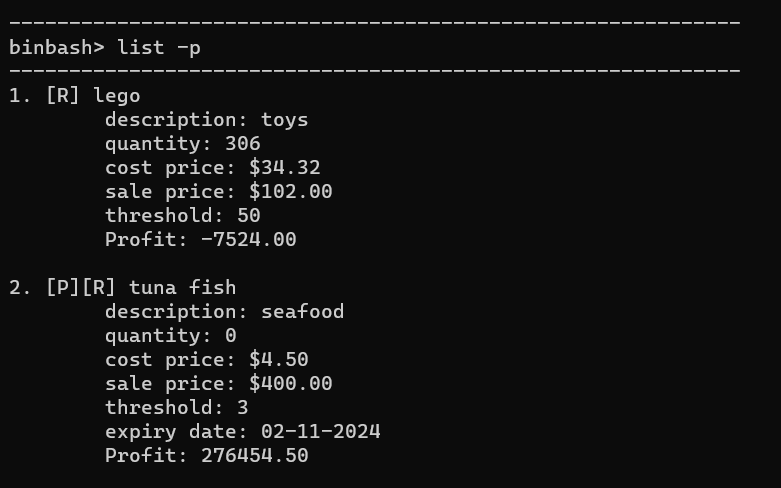 -------------------------------------------------------------
binbash> list -p
-------------------------------------------------------------
1. [R] lego
        description: toys
        quantity: 306
        cost price: $34.32
        sale price: $102.00
        threshold: 50
        Profit: -7524.00

2. [P][R] tuna fish
        description: seafood
        quantity: 0
        cost price: $4.50
        sale price: $400.00
        threshold: 3
        expiry date: 02-11-2024
        Profit: 276454.50